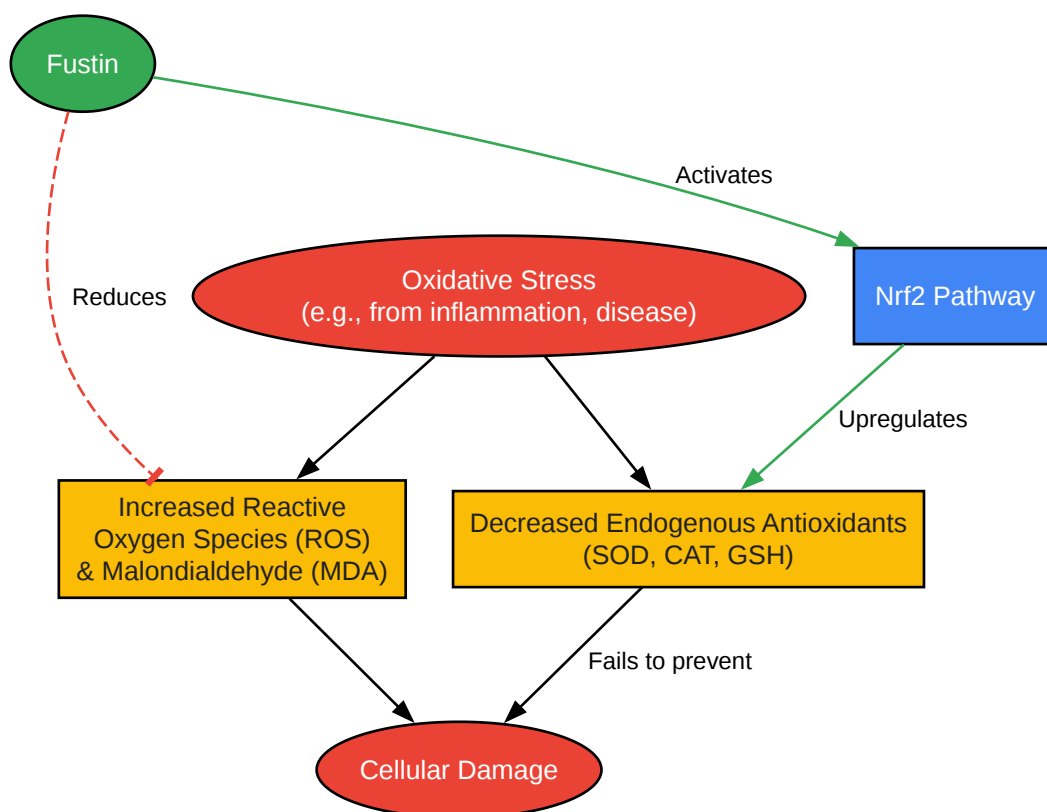 Fustin
Activates
Oxidative Stress
(e.g., from inflammation, disease)
Reduces
Nrf2 Pathway
Upregulates
Increased Reactive
Oxygen Species (ROS)
& Malondialdehyde (MDA)
Decreased Endogenous Antioxidants
(SOD, CAT, GSH)
Fails to prevent
Cellular Damage